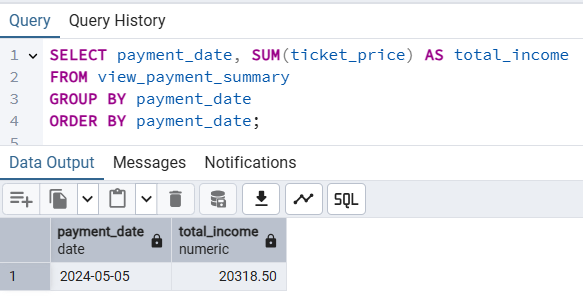 Query Query History
1 SELECT payment_date, SUM(ticket_price) AS total_income
2 FROM view_payment_summary
3 GROUP BY payment_date
4 ORDER BY payment_date;
5
Data Output Messages Notifications
SQL
payment_date total_income
date numeric
1 2024-05-05 20318.50